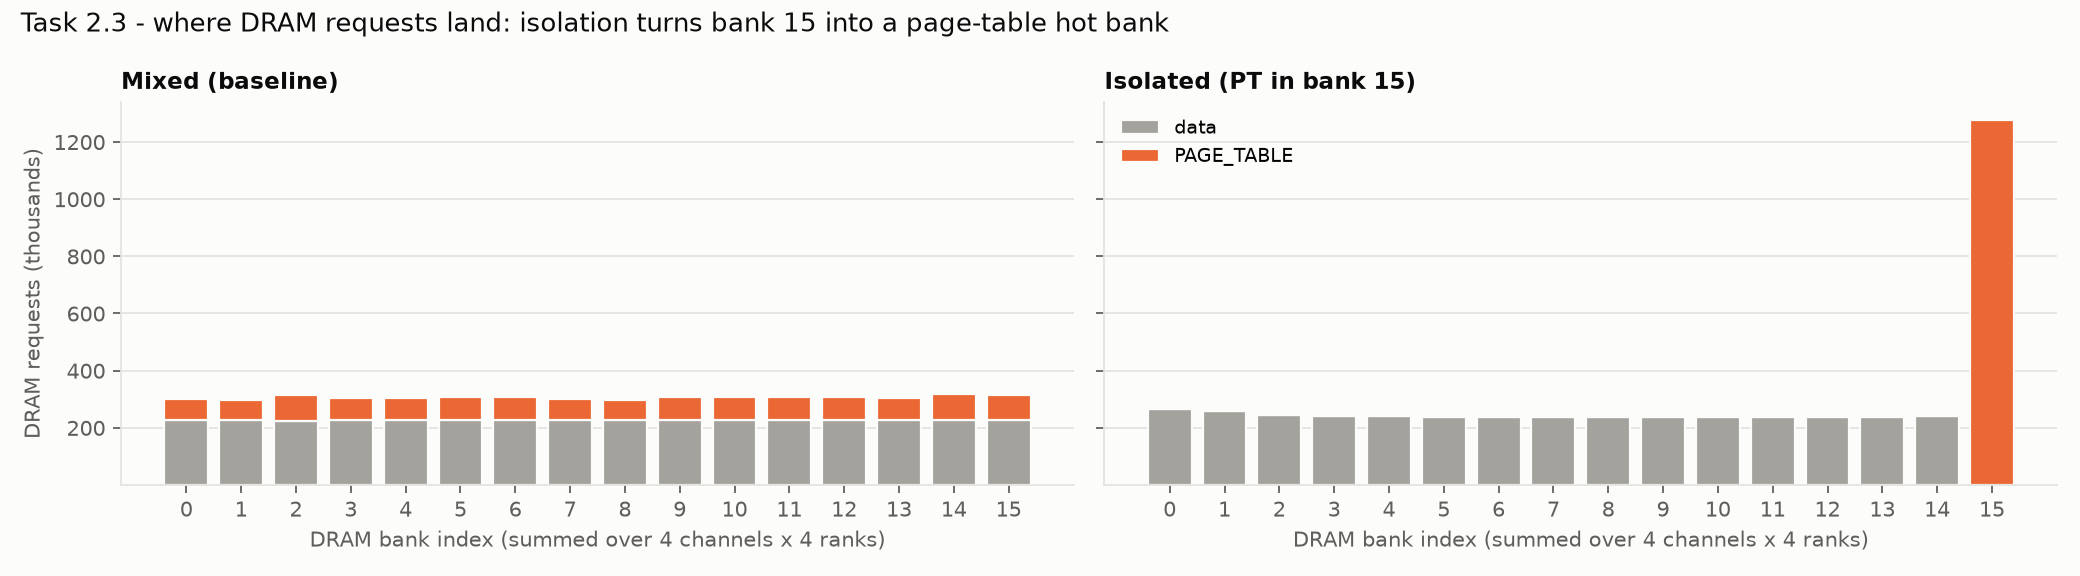 Task 2.3 - where DRAM requests land: isolation turns bank 15 into a page-table hot bank
Mixed (baseline)
DRAM requests (thousands)
1200
1000
800
600
400
200
0 1 2 3 4 5 6 7 8 9 10 11 12 13 14 15
DRAM bank index (summed over 4 channels x 4 ranks)
Isolated (PT in bank 15)
data
PAGE_TABLE
0 1 2 3 4 5 6 7 8 9 10 11 12 13 14 15
DRAM bank index (summed over 4 channels x 4 ranks)